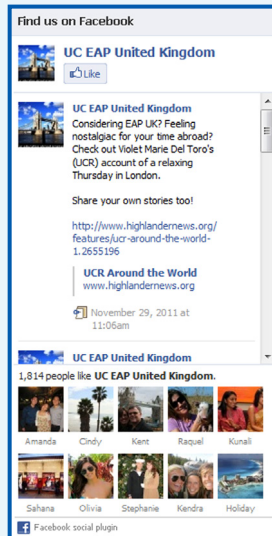 Find us on Facebook
UC EAP United Kingdom
Like
UC EAP United Kingdom
Considering EAP UK? Feeling
nostalgiac for your time abroad?
Check out Violet Marie Del Toro's
(UCR) account of a relaxing
Thursday in London.
Share your own stories too!
http://www.highlandernews.org/
features/ucr-around-the-world-
1.2655196
UCR Around the World
www.highlandernews.org
November 29, 2011 at
11:06am
UC EAP United Kingdom
1,814 people like UC EAP United Kingdom.
Amanda Cindy Kent Raquel Kunali
Sahana Olivia Stephanie Kendra Holiday
Facebook social plugin